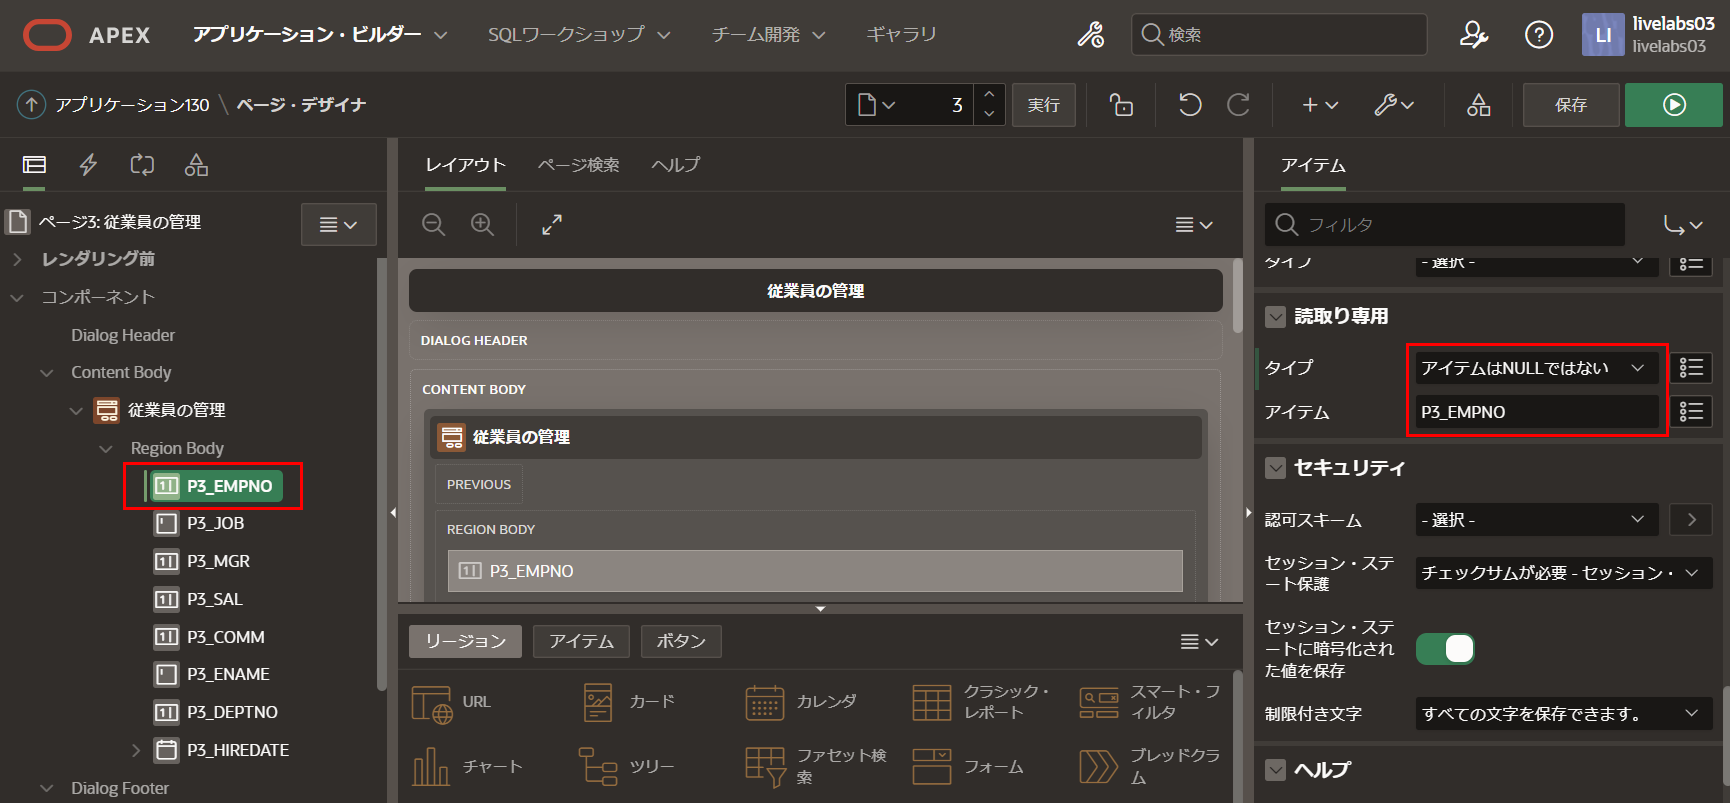 APEX アプリケーション・ビルダー SQLワークショップ チーム開発 ギャラリ 検索 LI livelabs03
livelabs03
アプリケーション130 \ ページ・デザイナ 3 実行 保存
レイアウト ページ検索 ヘルプ アイテム
ページ3: 従業員の管理
レンダリング前
コンポーネント
Dialog Header
Content Body
従業員の管理
Region Body
P3_EMPNO
P3_JOB
P3_MGR
P3_SAL
P3_COMM
P3_ENAME
P3_DEPTNO
P3_HIREDATE
Dialog Footer
従業員の管理
DIALOG HEADER
CONTENT BODY
従業員の管理
PREVIOUS
REGION BODY
P3_EMPNO
リージョン アイテム ボタン
URL
カード
カレンダ
クラシック・
レポート
スマート・フ
ィルタ
チャート
ツリー
ファセット検
索
フォーム
ブレッドクラ
ム
フィルタ
タイプ - 選択 -
読取り専用
タイプ アイテムはNULLではない
アイテム P3_EMPNO
セキュリティ
認可スキーム - 選択 -
セッション・ステ
ート保護
チェックサムが必要 - セッション・
セッション・ステ
ートに暗号化され
た値を保存
制限付き文字 すべての文字を保存できます。
ヘルプ